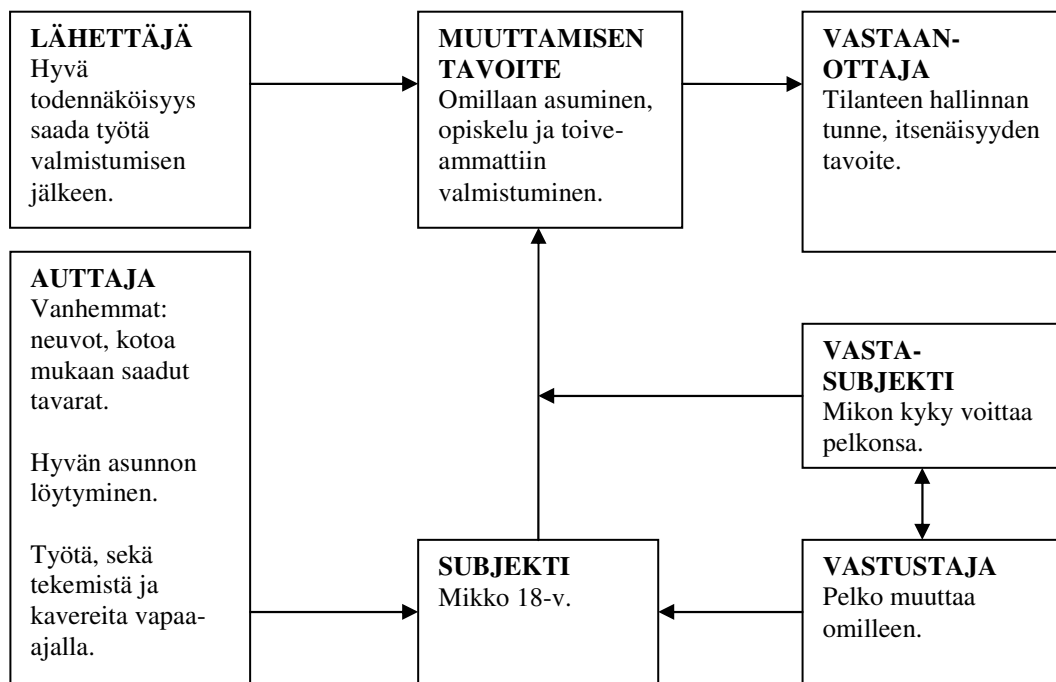 LÄHETTÄJÄ
Hyvä
todennäköisyys
saada työtä
valmistumisen
jälkeen.
MUUTTAMISEN
TAVOITE
Omillaan asuminen,
opiskelu ja toive-
ammattiin
valmistuminen.
VASTAAN-
OTTAJA
Tilanteen hallinnan
tunne, itsenäisyyden
tavoite.
AUTTAJA
Vanhemmat:
neuvot, kotoa
mukaan saadut
tavarat.
Hyvän asunnon
löytyminen.
Työtä, sekä
tekemistä ja
kavereita vapaa-
ajalla.
VASTA-
SUBJEKTI
Mikon kyky voittaa
pelkonsa.
SUBJEKTI
Mikko 18-v.
VASTUSTAJA
Pelko muuttaa
omilleen.